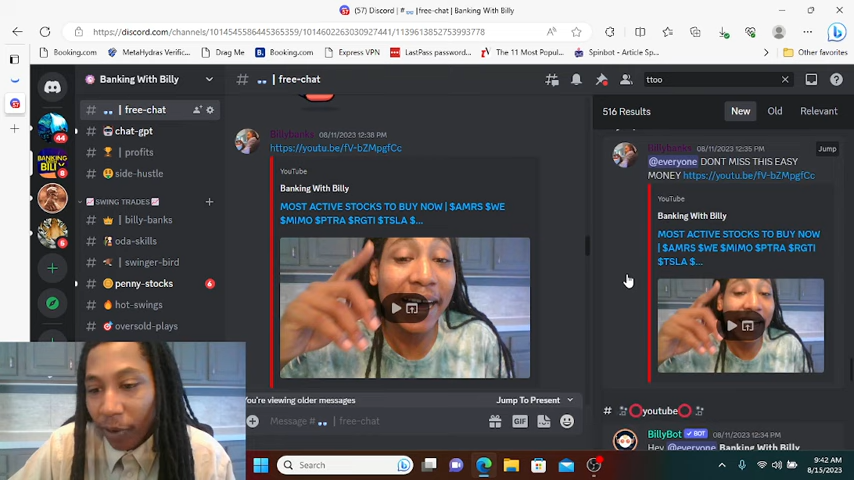 (57) Discord | # 👀 | free-chat | Banking With Billy
https://discord.com/channels/1014545586445365359/1014602263030927441/1139613852753993778
Booking.com
MetaHydras Verific...
Drag Me
Booking.com
Express VPN
LastPass password...
The 11 Most Popul...
Spinbot - Article Sp...
Other favorites
Banking With Billy
# 👀 | free-chat
ttoo
# 👀 | free-chat
# chat-gpt
# 🏆 | profits
# 🤑 side-hustle
📈 SWING TRADES 📈
# 👑 | billy-banks
# oda-skills
# | swinger-bird
# penny-stocks
6
# hot-swings
# oversold-plays
44
8
6
Billybanks 08/11/2023 12:38 PM
https://youtu.be/fV-bZMpgfCc
YouTube
Banking With Billy
MOST ACTIVE STOCKS TO BUY NOW | $AMRS $WE
$MIMO $PTRA $RGTI $TSLA $...
You're viewing older messages
Jump To Present
Message # 👀 | free-chat
GIF
516 Results
New
Old
Relevant
Billybanks 08/11/2023 12:35 PM
Jump
@everyone DONT MISS THIS EASY
MONEY https://youtu.be/fV-bZMpgfCc
YouTube
Banking With Billy
MOST ACTIVE STOCKS TO BUY NOW
| $AMRS $WE $MIMO $PTRA $RGTI
$TSLA $...
# youtube
BillyBot ✔ BOT 08/11/2023 12:34 PM
Hey @everyone Banking With Billy
Search
9:42 AM
8/15/2023